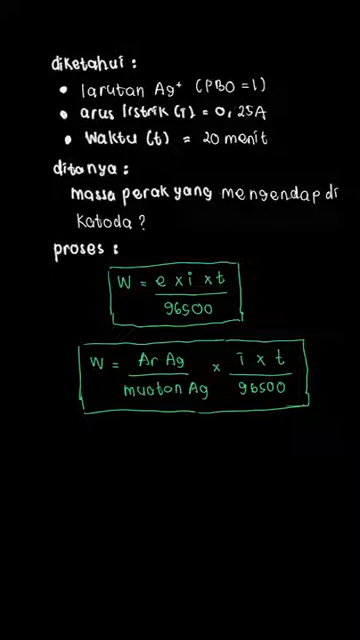 diketahui :
• larutan Ag⁺ (PBO = 1)
• arus listrik (i) = 0,25A
• Waktu (t) = 20 menit
ditanya :
massa perak yang mengendap di
katoda ?
proses :
W = e x i x t / 96500
W = Ar Ag / muatan Ag x i x t / 96500